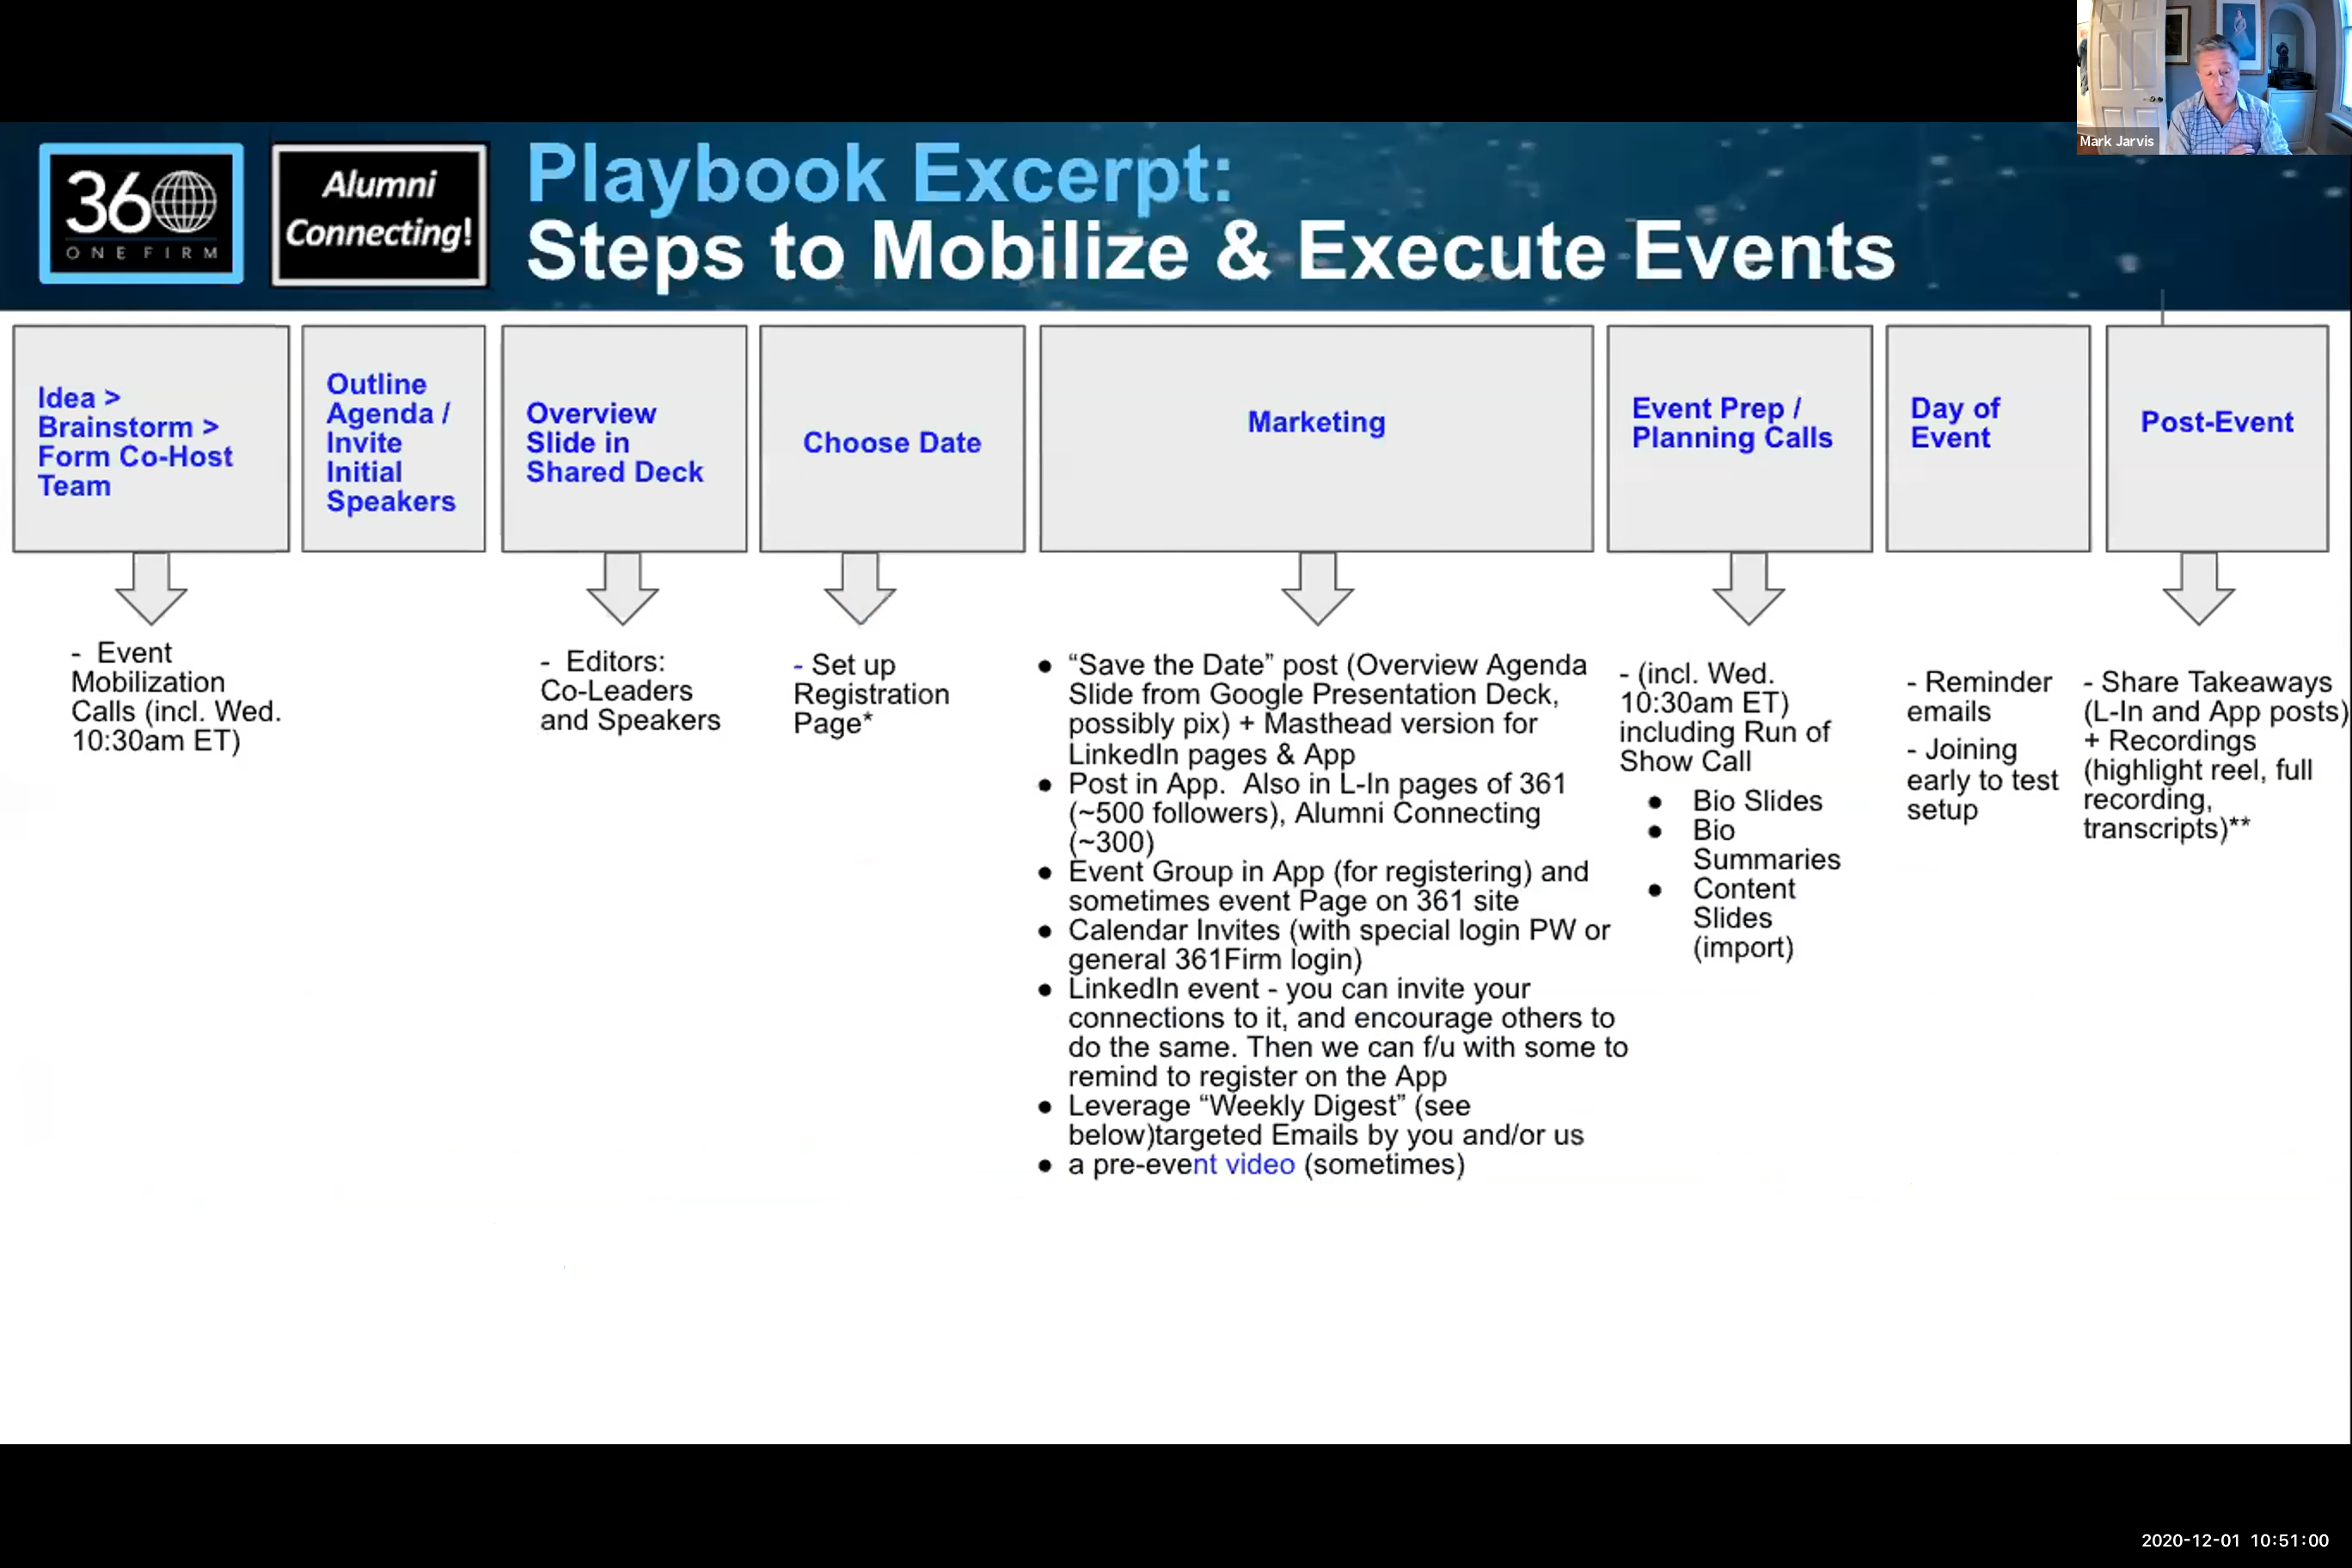 Mark Jarvis
360
ONE FIRM
Alumni
Connecting!
Playbook Excerpt:
Steps to Mobilize & Execute Events
Idea >
Brainstorm >
Form Co-Host
Team
Outline
Agenda /
Invite
Initial
Speakers
Overview
Slide in
Shared Deck
Choose Date
Marketing
Event Prep /
Planning Calls
Day of
Event
Post-Event
- Event
Mobilization
Calls (incl. Wed.
10:30am ET)
- Editors:
Co-Leaders
and Speakers
- Set up
Registration
Page*
● “Save the Date” post (Overview Agenda
Slide from Google Presentation Deck,
possibly pix) + Masthead version for
LinkedIn pages & App
● Post in App. Also in L-In pages of 361
(~500 followers), Alumni Connecting
(~300)
● Event Group in App (for registering) and
sometimes event Page on 361 site
● Calendar Invites (with special login PW or
general 361Firm login)
● LinkedIn event - you can invite your
connections to it, and encourage others to
do the same. Then we can f/u with some to
remind to register on the App
● Leverage “Weekly Digest” (see
below)targeted Emails by you and/or us
● a pre-event video (sometimes)
- (incl. Wed.
10:30am ET)
including Run of
Show Call
● Bio Slides
● Bio
Summaries
● Content
Slides
(import)
- Reminder
emails
- Joining
early to test
setup
- Share Takeaways
(L-In and App posts)
+ Recordings
(highlight reel, full
recording,
transcripts)**
2020-12-01 10:51:00